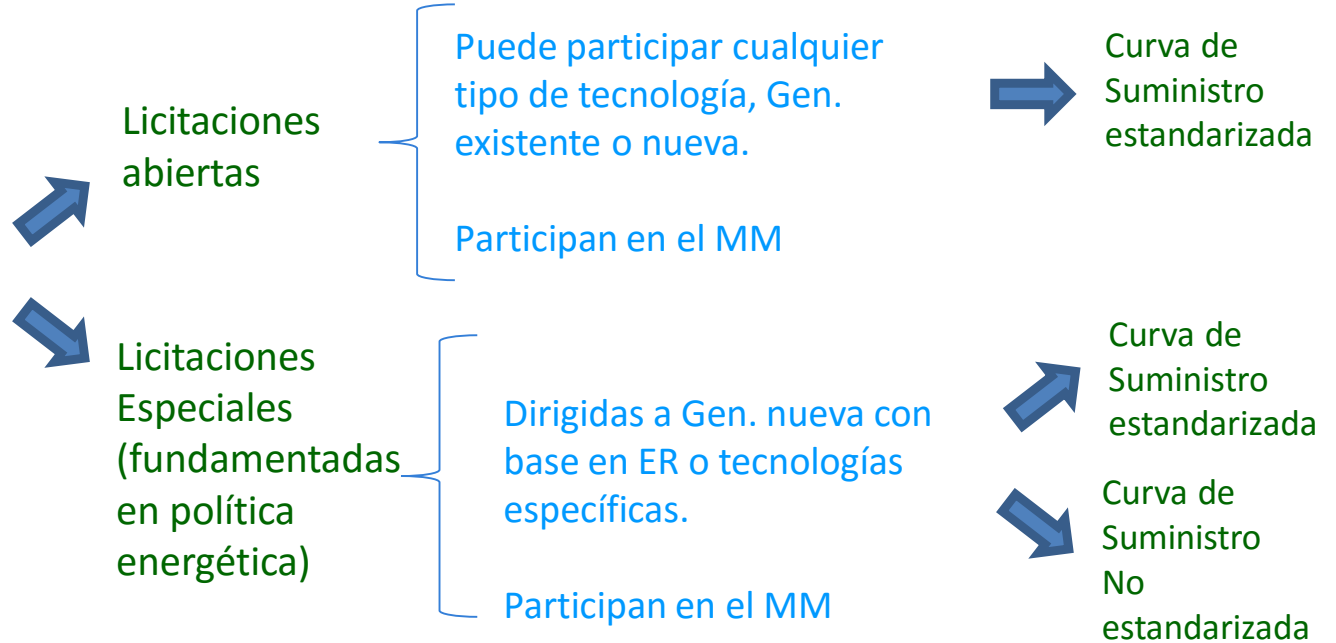 Licitaciones
abiertas
Puede participar cualquier
tipo de tecnología, Gen.
existente o nueva.
Participan en el MM
Curva de
Suministro
estandarizada
Licitaciones
Especiales
(fundamentadas
en política
energética)
Dirigidas a Gen. nueva con
base en ER o tecnologías
específicas.
Participan en el MM
Curva de
Suministro
estandarizada
Curva de
Suministro
No
estandarizada